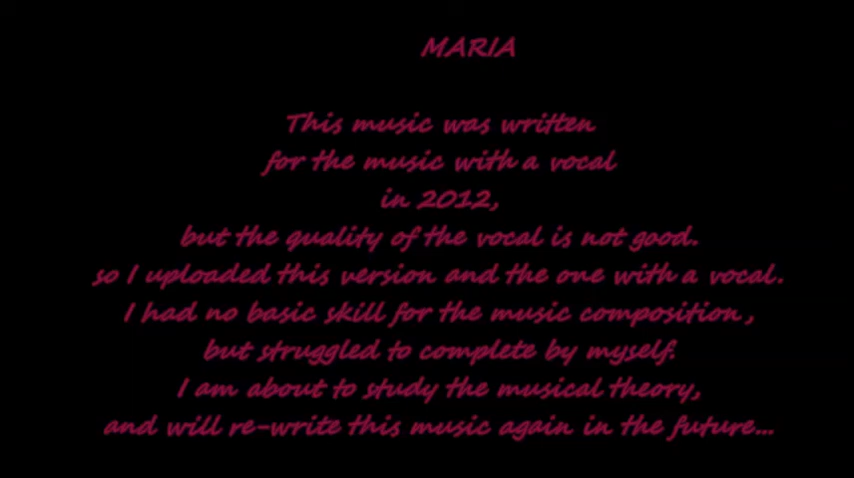 MARIA
This music was written
for the music with a vocal
in 2012,
but the quality of the vocal is not good.
so I uploaded this version and the one with a vocal.
I had no basic skill for the music composition,
but struggled to complete by myself.
I am about to study the musical theory,
and will re-write this music again in the future...